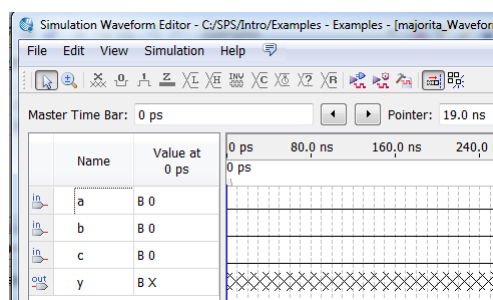 Simulation Waveform Editor - C:/SPS/Intro/Examples - Examples - [majorita_Wavefor
File Edit View Simulation Help
Master Time Bar: 0 ps Pointer: 19.0 ns
Name Value at 0 ps
0 ps 80.0 ns 160.0 ns 240.0
0 ps
in a B 0
in b B 0
in c B 0
out y B X